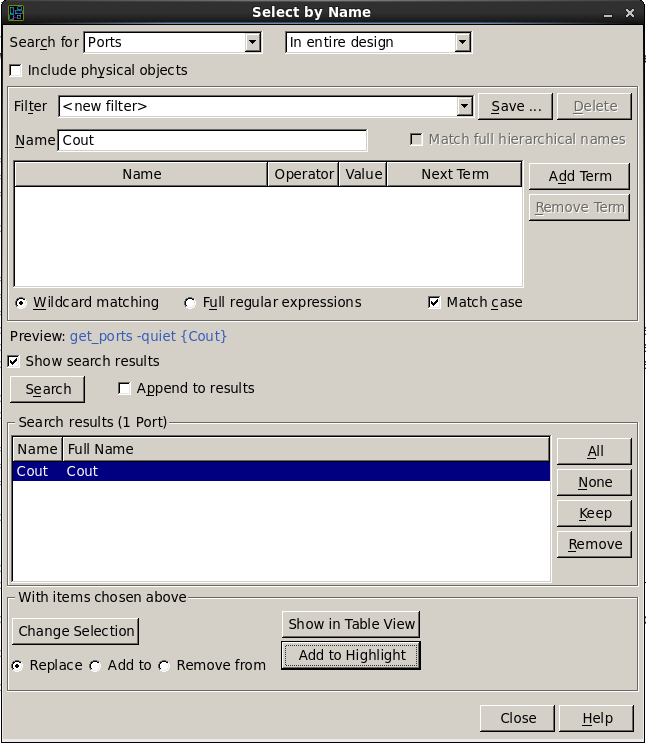 Select by Name
Search for Ports In entire design
Include physical objects
Filter <new filter> Save ... Delete
Name Cout Match full hierarchical names
Name Operator Value Next Term Add Term
Remove Term
Wildcard matching Full regular expressions Match case
Preview: get_ports -quiet {Cout}
Show search results
Search Append to results
Search results (1 Port)
Name Full Name All
Cout Cout
None
Keep
Remove
With items chosen above
Change Selection Show in Table View
Replace Add to Remove from Add to Highlight
Close Help